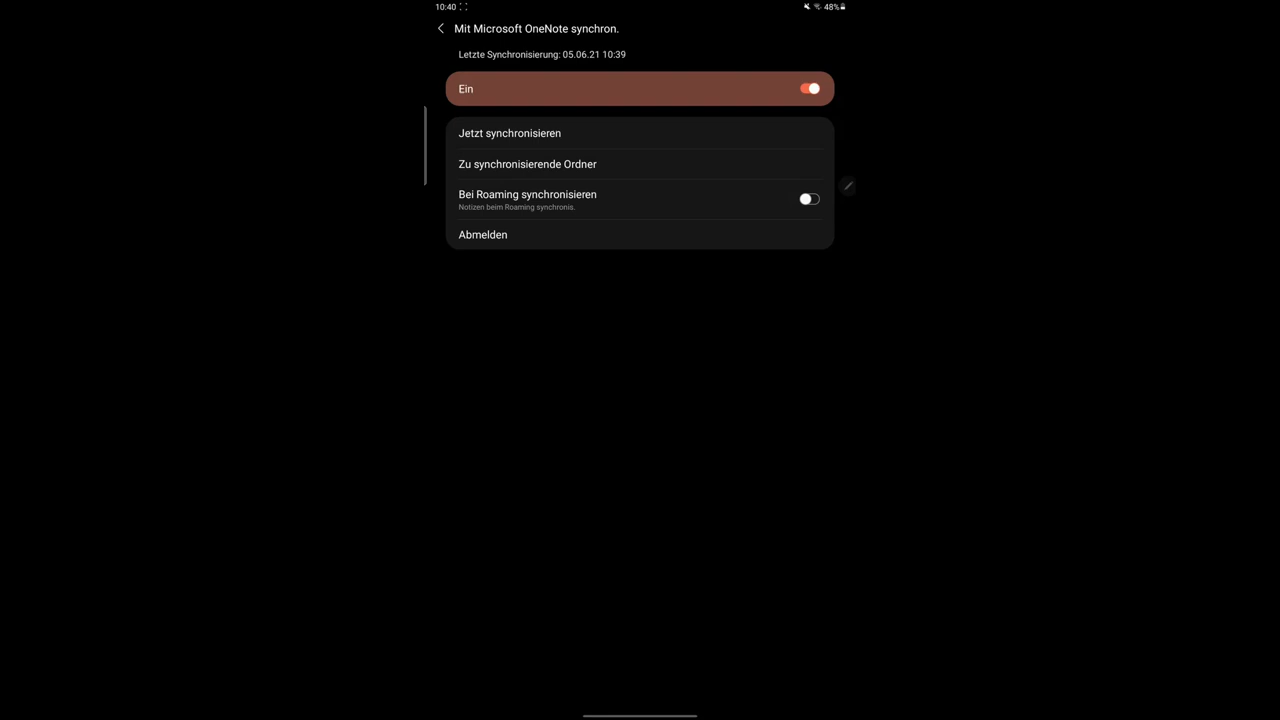 10:40
48%
Mit Microsoft OneNote synchron.
Letzte Synchronisierung: 05.06.21 10:39
Ein
Jetzt synchronisieren
Zu synchronisierende Ordner
Bei Roaming synchronisieren
Notizen beim Roaming synchronis.
Abmelden